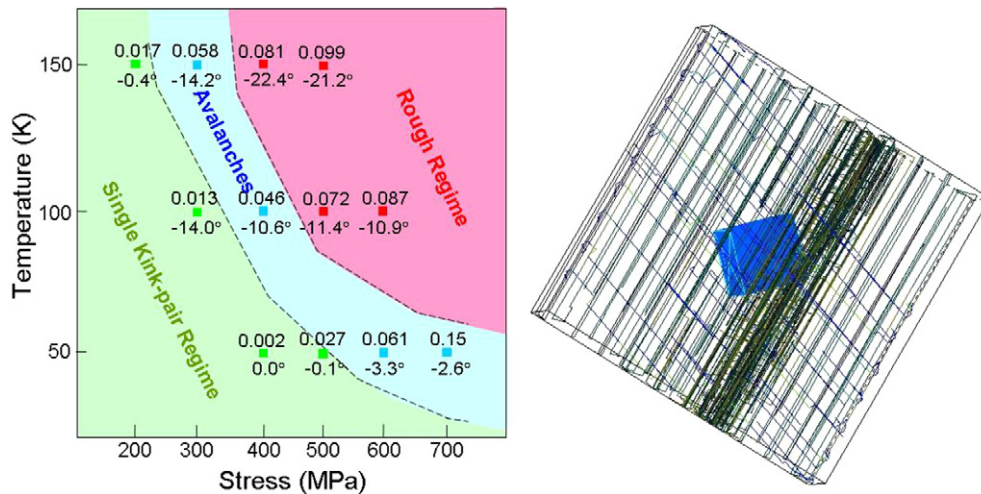 0.017 0.058 0.081 0.099
150
-0.4° -14.2° -22.4° -21.2°
Avalanches
Rough Regime
Temperature (K)
Single Kink-pair Regime
0.013 0.046 0.072 0.087
100
-14.0° -10.6° -11.4° -10.9°
0.002 0.027 0.061 0.15
50
0.0° -0.1° -3.3° -2.6°
200 300 400 500 600 700
Stress (MPa)